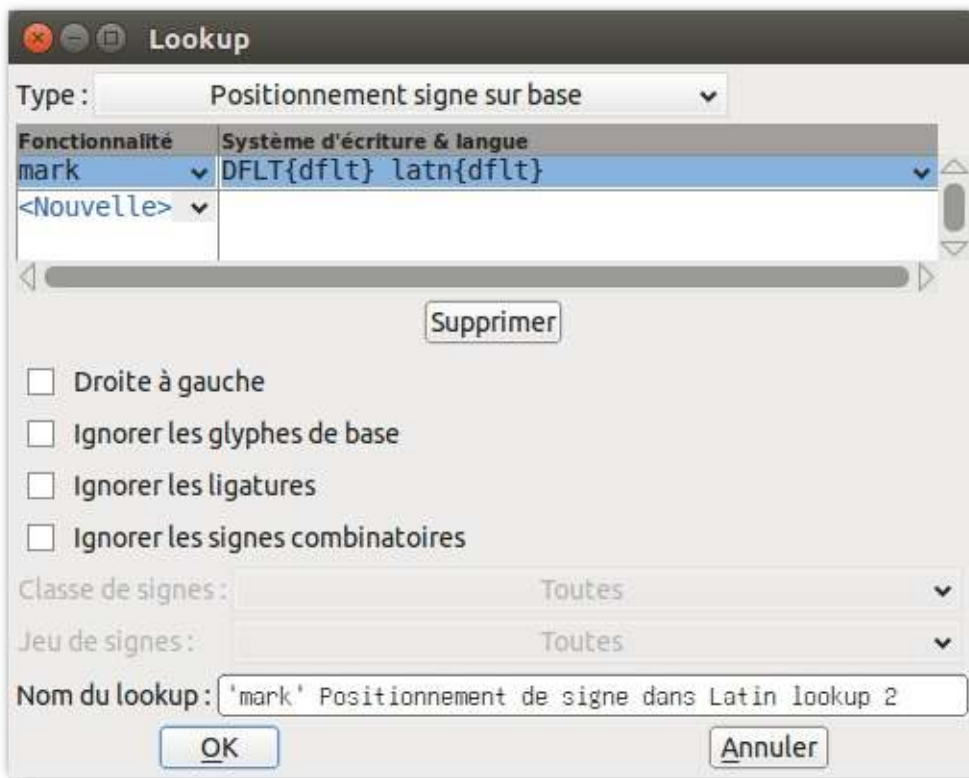 Lookup
Type : Positionnement signe sur base
Fonctionnalité Système d'écriture & langue
mark DFLT{dflt} latn{dflt}
<Nouvelle>
Supprimer
Droite à gauche
Ignorer les glyphes de base
Ignorer les ligatures
Ignorer les signes combinatoires
Classe de signes : Toutes
Jeu de signes : Toutes
Nom du lookup : 'mark' Positionnement de signe dans Latin lookup 2
OK Annuler